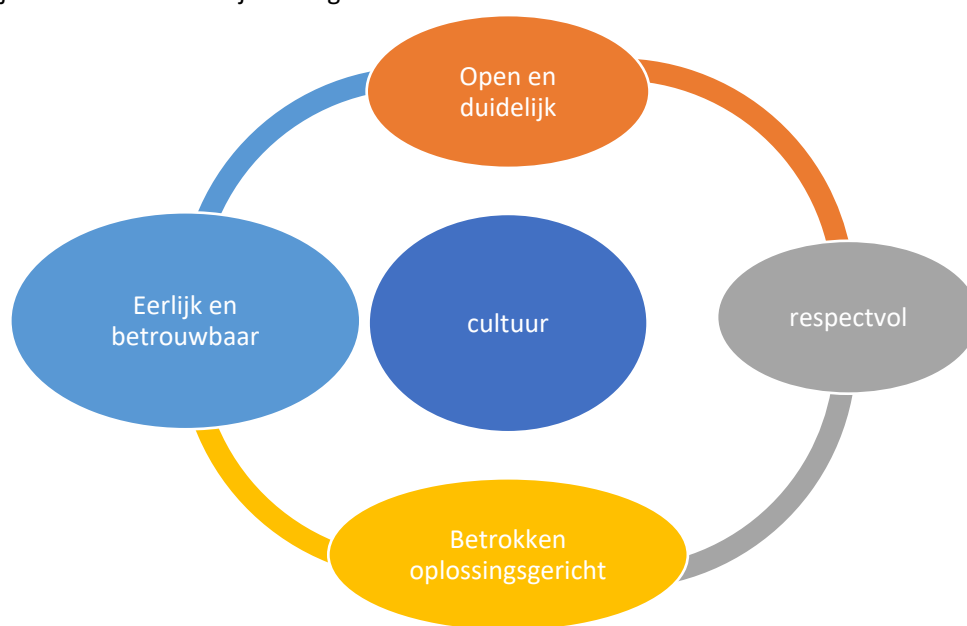 Open en
duidelijk
Eerlijk en
betrouwbaar
cultuur
respectvol
Betrokken
oplossingsgericht